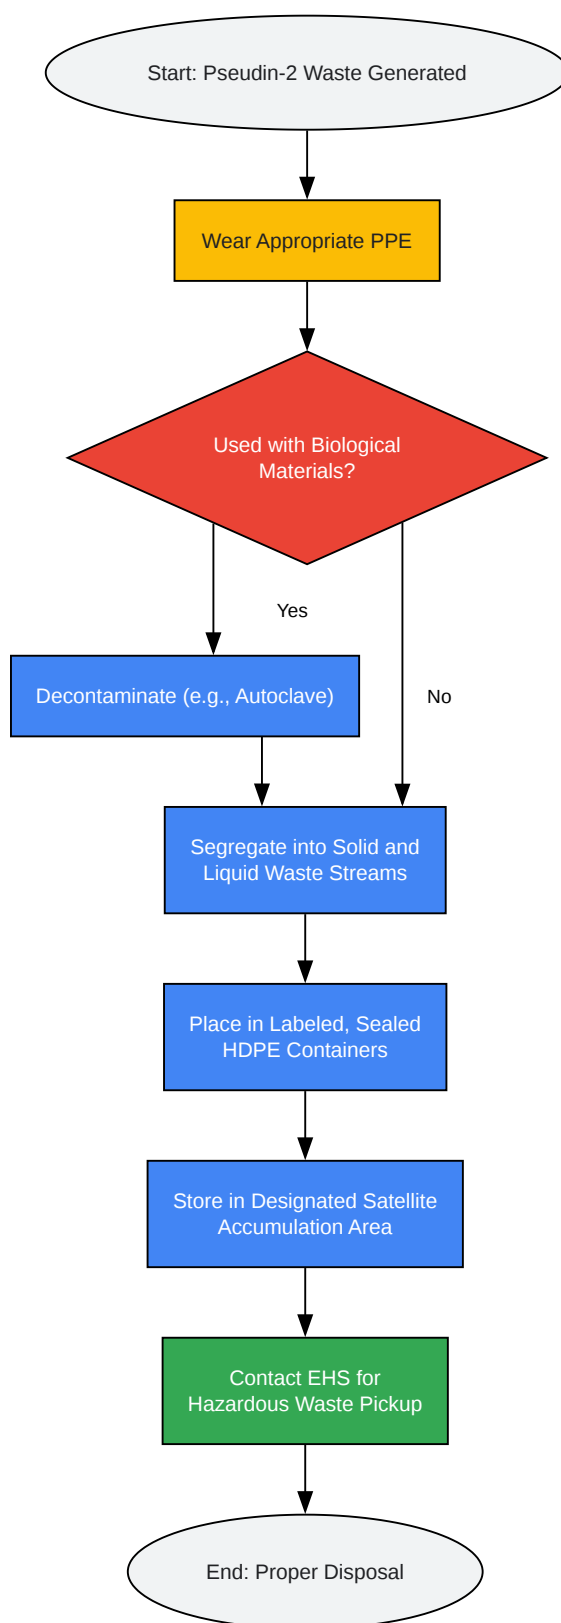 Start: Pseudin-2 Waste Generated
Wear Appropriate PPE
Used with Biological
Materials?
Yes
Decontaminate (e.g., Autoclave)
No
Segregate into Solid and
Liquid Waste Streams
Place in Labeled, Sealed
HDPE Containers
Store in Designated Satellite
Accumulation Area
Contact EHS for
Hazardous Waste Pickup
End: Proper Disposal